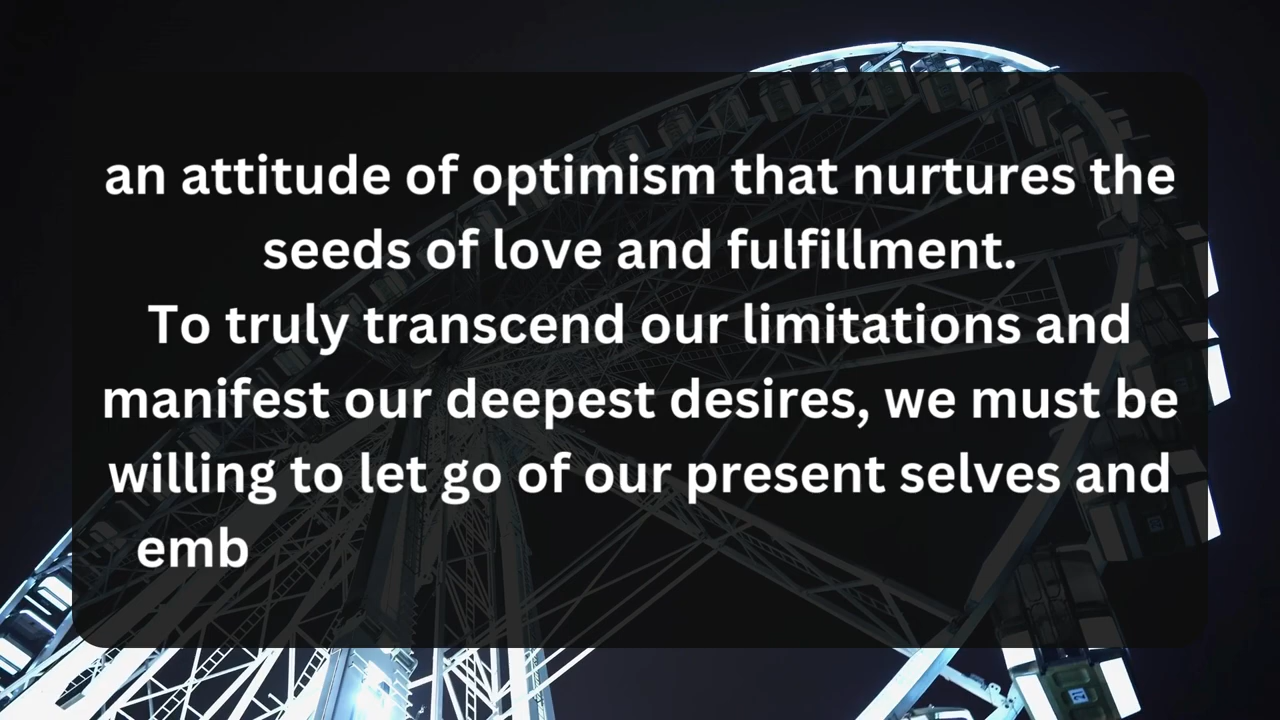 an attitude of optimism that nurtures the
seeds of love and fulfillment.
To truly transcend our limitations and
manifest our deepest desires, we must be
willing to let go of our present selves and
emb